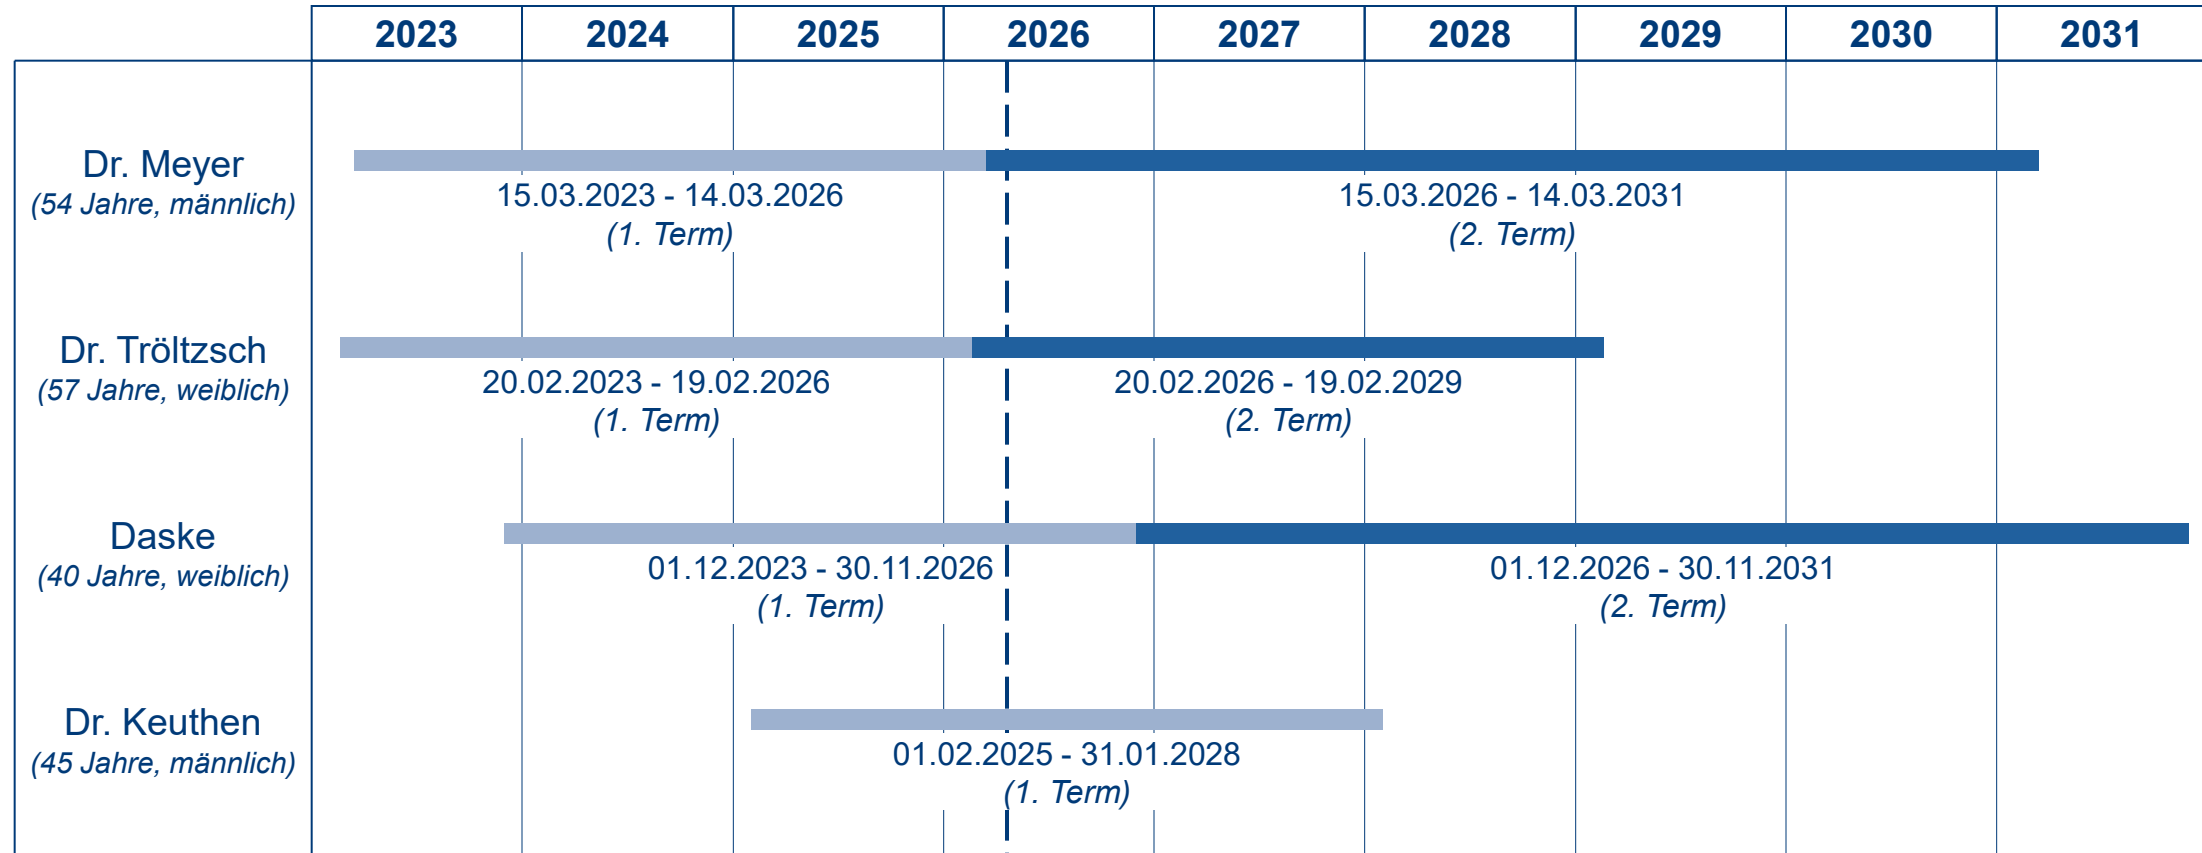 2023 2024 2025 2026 2027 2028 2029 2030 2031
Dr. Meyer
(54 Jahre, männlich)
15.03.2023 - 14.03.2026
(1. Term)
15.03.2026 - 14.03.2031
(2. Term)
Dr. Tröltzsch
(57 Jahre, weiblich)
20.02.2023 - 19.02.2026
(1. Term)
20.02.2026 - 19.02.2029
(2. Term)
Daske
(40 Jahre, weiblich)
01.12.2023 - 30.11.2026
(1. Term)
01.12.2026 - 30.11.2031
(2. Term)
Dr. Keuthen
(45 Jahre, männlich)
01.02.2025 - 31.01.2028
(1. Term)